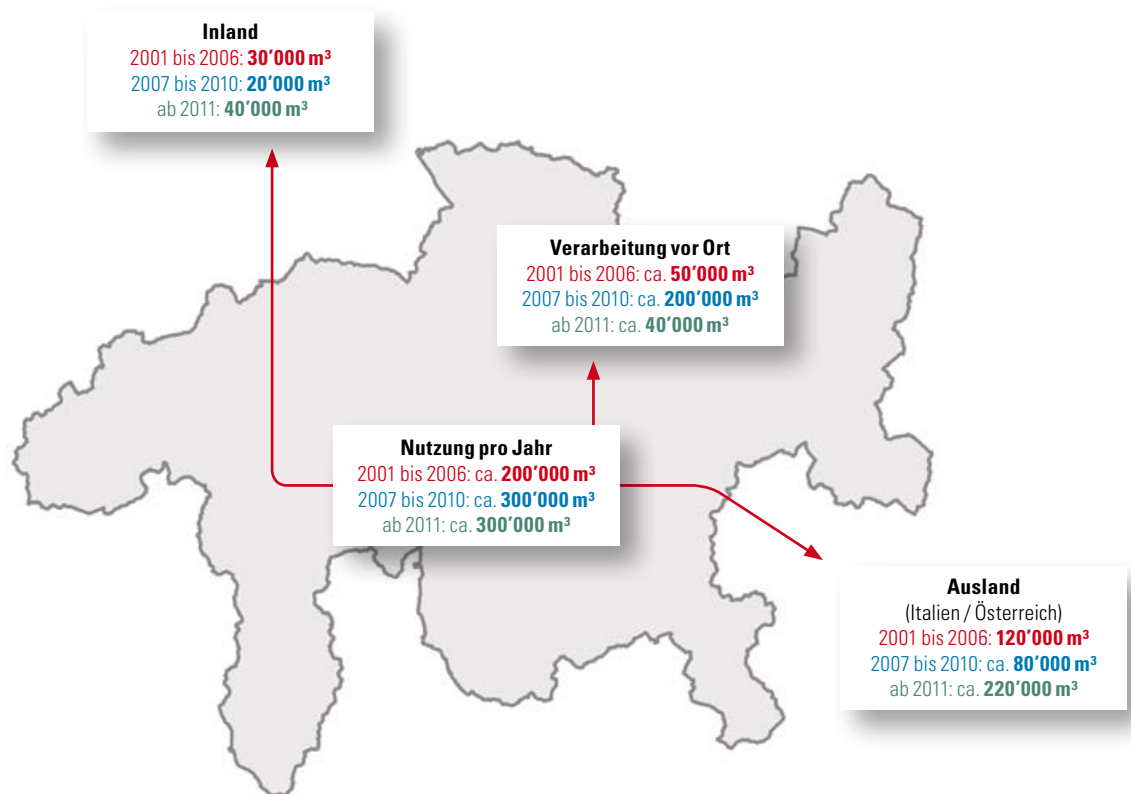 Inland
2001 bis 2006: 30’000 m³
2007 bis 2010: 20’000 m³
ab 2011: 40’000 m³
Verarbeitung vor Ort
2001 bis 2006: ca. 50’000 m³
2007 bis 2010: ca. 200’000 m³
ab 2011: ca. 40’000 m³
Nutzung pro Jahr
2001 bis 2006: ca. 200’000 m³
2007 bis 2010: ca. 300’000 m³
ab 2011: ca. 300’000 m³
Ausland
(Italien / Österreich)
2001 bis 2006: 120’000 m³
2007 bis 2010: ca. 80’000 m³
ab 2011: ca. 220’000 m³